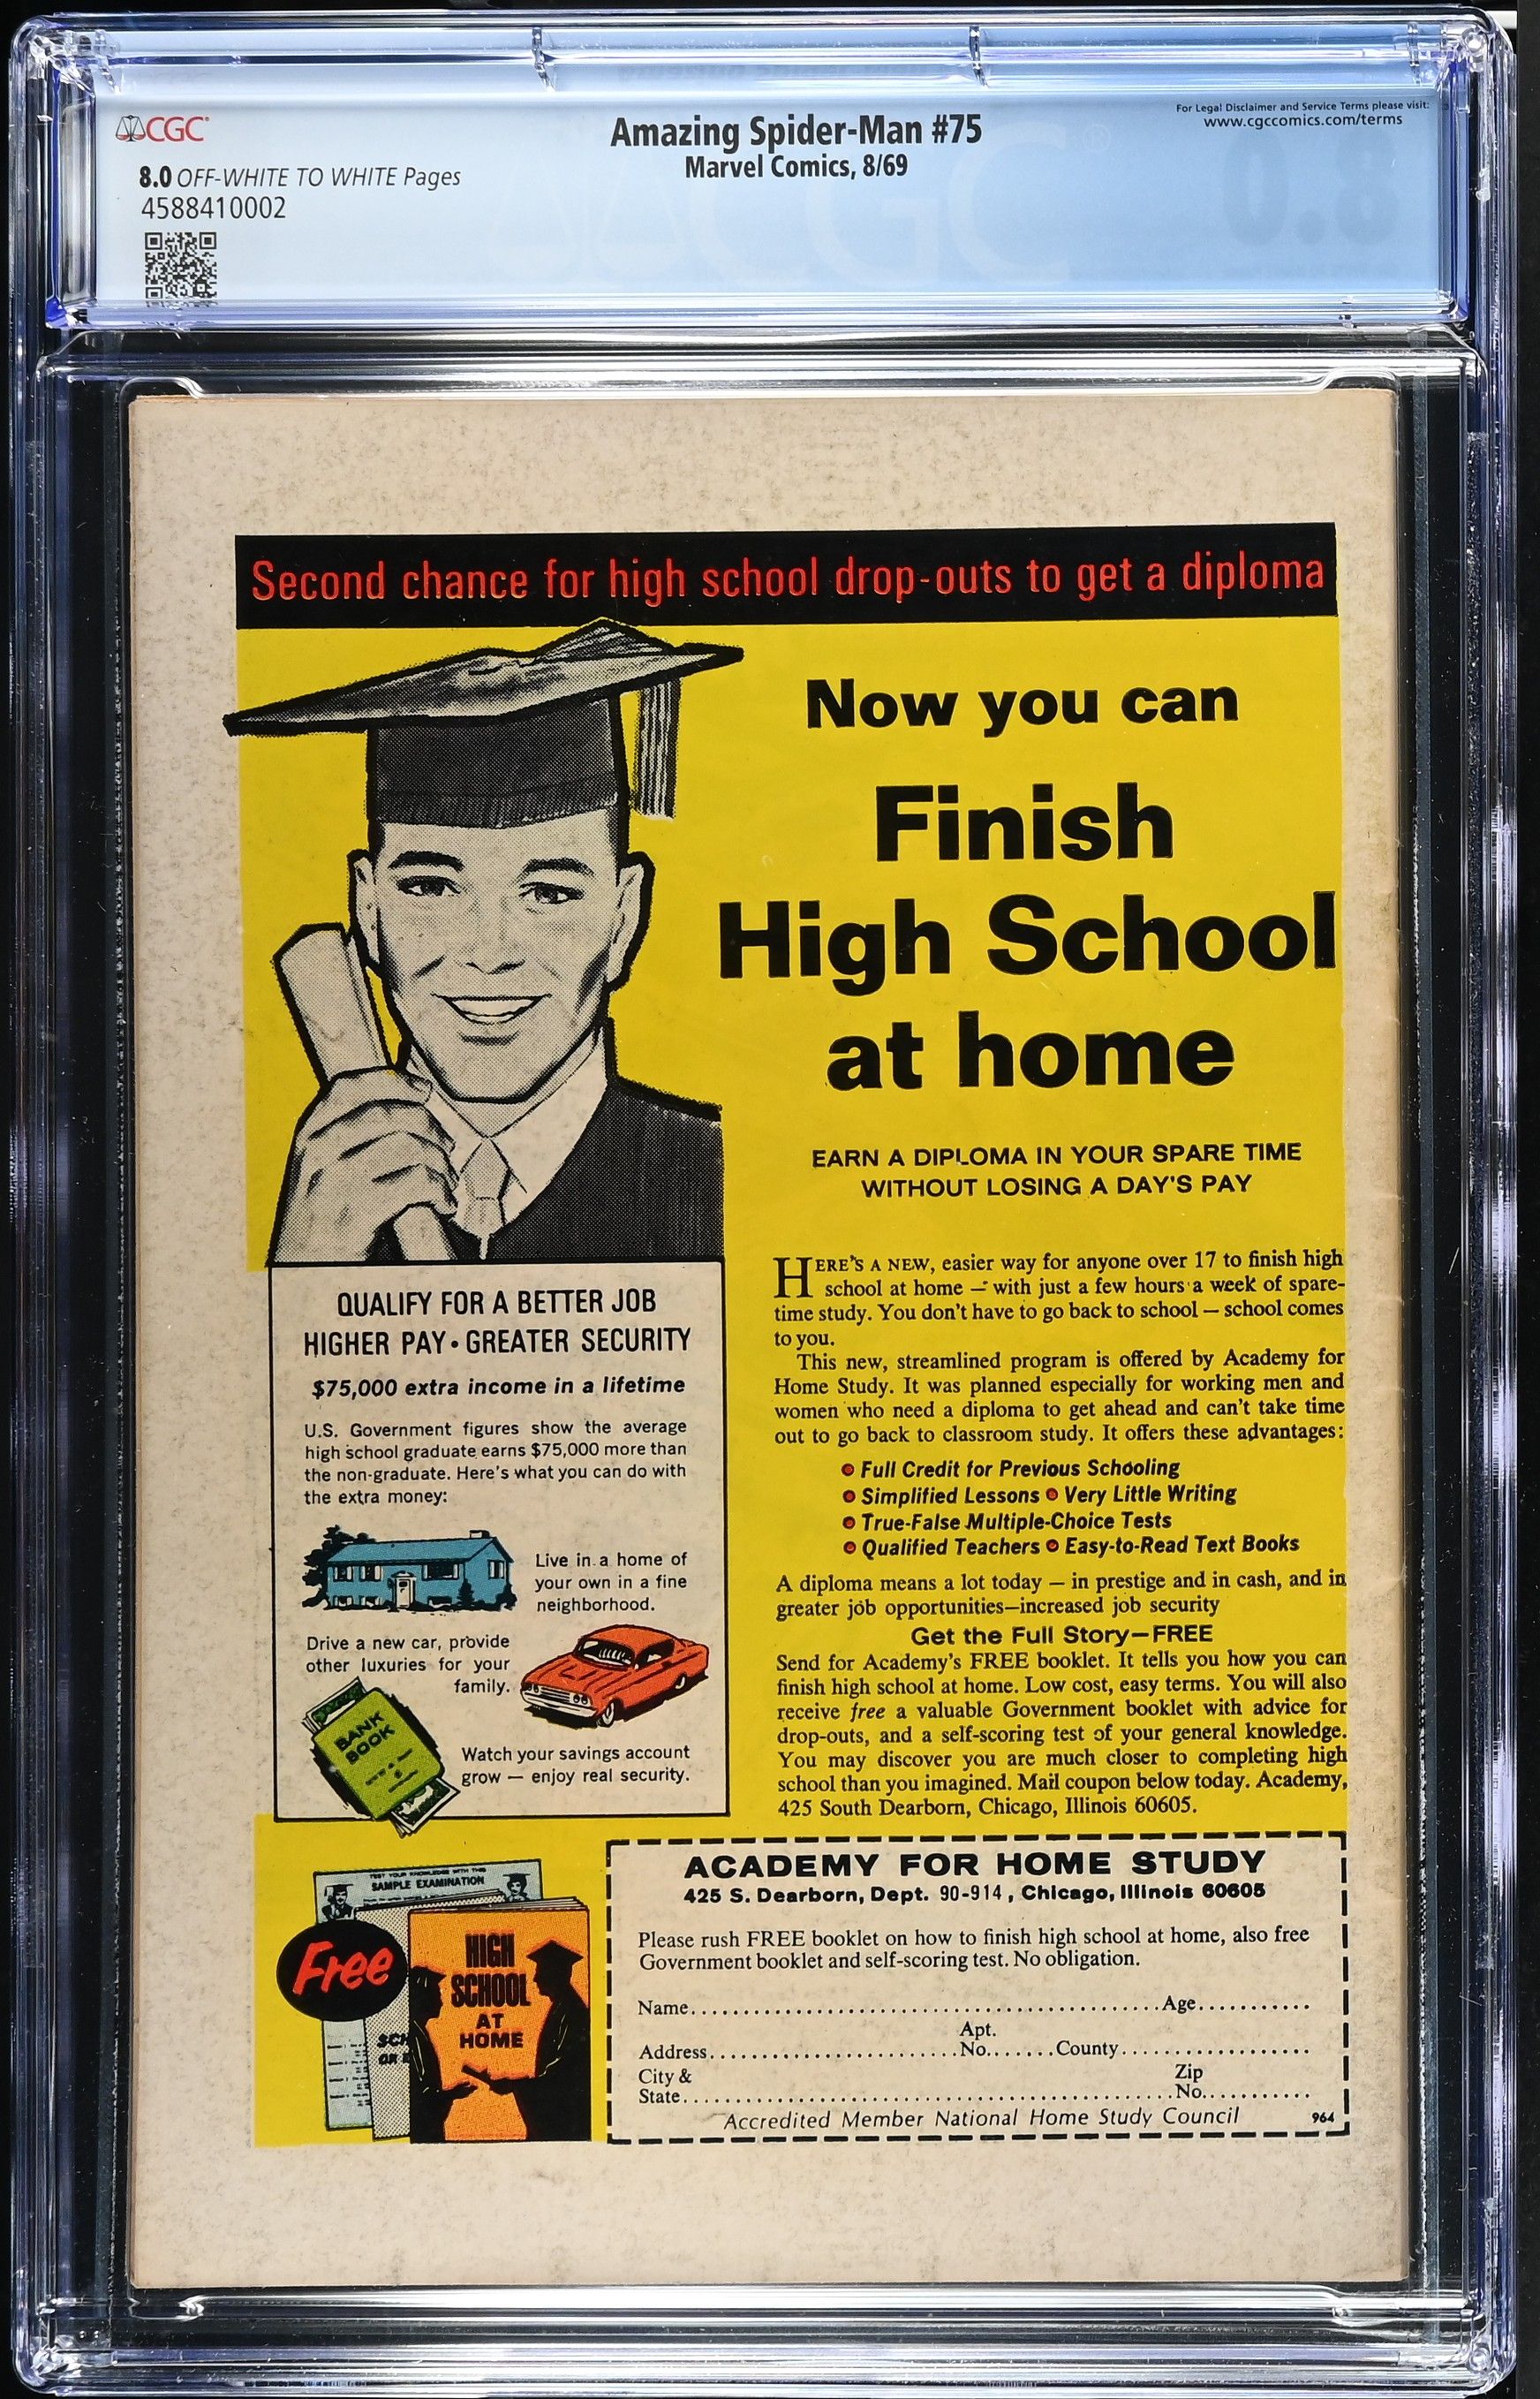 CGC
Amazing Spider-Man #75
Marvel Comics, 8/69
For Legal Disclaimer and Service Terms please visit:
www.cgccomics.com/terms
8.0 OFF-WHITE TO WHITE Pages
4588410002
Second chance for high school drop-outs to get a diploma
Now you can
Finish
High School
at home
EARN A DIPLOMA IN YOUR SPARE TIME
WITHOUT LOSING A DAY'S PAY
HERE'S A NEW, easier way for anyone over 17 to finish high
school at home — with just a few hours a week of spare-
time study. You don't have to go back to school — school comes
to you.
This new, streamlined program is offered by Academy for
Home Study. It was planned especially for working men and
women who need a diploma to get ahead and can't take time
out to go back to classroom study. It offers these advantages:
• Full Credit for Previous Schooling
• Simplified Lessons • Very Little Writing
• True-False Multiple-Choice Tests
• Qualified Teachers • Easy-to-Read Text Books
A diploma means a lot today — in prestige and in cash, and in
greater job opportunities—increased job security
Get the Full Story—FREE
Send for Academy's FREE booklet. It tells you how you can
finish high school at home. Low cost, easy terms. You will also
receive free a valuable Government booklet with advice for
drop-outs, and a self-scoring test of your general knowledge.
You may discover you are much closer to completing high
school than you imagined. Mail coupon below today. Academy,
425 South Dearborn, Chicago, Illinois 60605.
QUALIFY FOR A BETTER JOB
HIGHER PAY • GREATER SECURITY
$75,000 extra income in a lifetime
U.S. Government figures show the average
high school graduate earns $75,000 more than
the non-graduate. Here's what you can do with
the extra money:
Live in a home of
your own in a fine
neighborhood.
Drive a new car, provide
other luxuries for your
family.
BANK
BOOK
Watch your savings account
grow — enjoy real security.
TEST YOUR KNOWLEDGE WITH THIS
SAMPLE EXAMINATION
Free
HIGH
SCHOOL
AT
HOME
ACADEMY FOR HOME STUDY
425 S. Dearborn, Dept. 90-914, Chicago, Illinois 60605
Please rush FREE booklet on how to finish high school at home, also free
Government booklet and self-scoring test. No obligation.
Name.............................................Age...........
Apt.
Address........................No.......County..................
City & Zip
State...............................................No...........
Accredited Member National Home Study Council 964